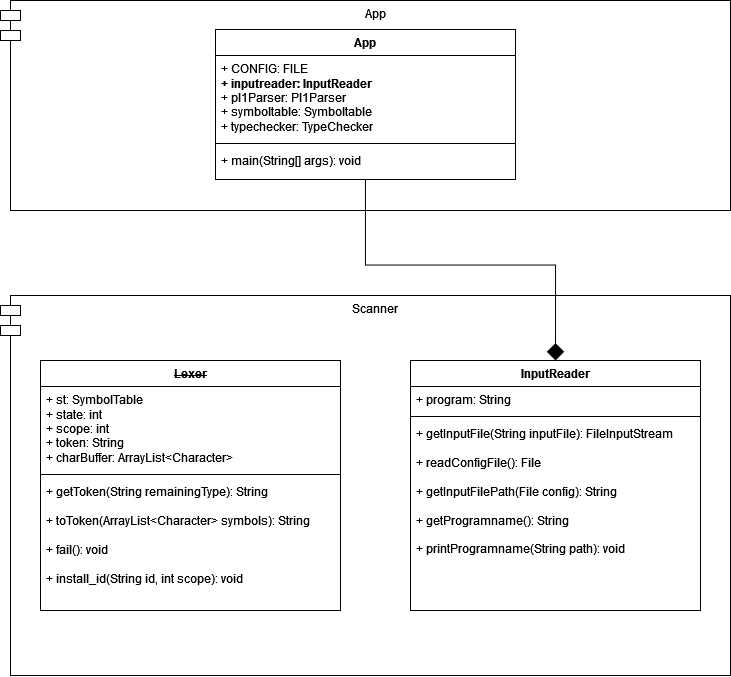 App
App
+ CONFIG: FILE
+ inputreader: InputReader
+ pl1Parser: Pl1Parser
+ symboltable: Symboltable
+ typechecker: TypeChecker
+ main(String[] args): void
Scanner
Lexer
+ st: SymbolTable
+ state: int
+ scope: int
+ token: String
+ charBuffer: ArrayList<Character>
+ getToken(String remainingType): String
+ toToken(ArrayList<Character> symbols): String
+ fail(): void
+ install_id(String id, int scope): void
InputReader
+ program: String
+ getInputFile(String inputFile): FileInputStream
+ readConfigFile(): File
+ getInputFilePath(File config): String
+ getProgramname(): String
+ printProgramname(String path): void